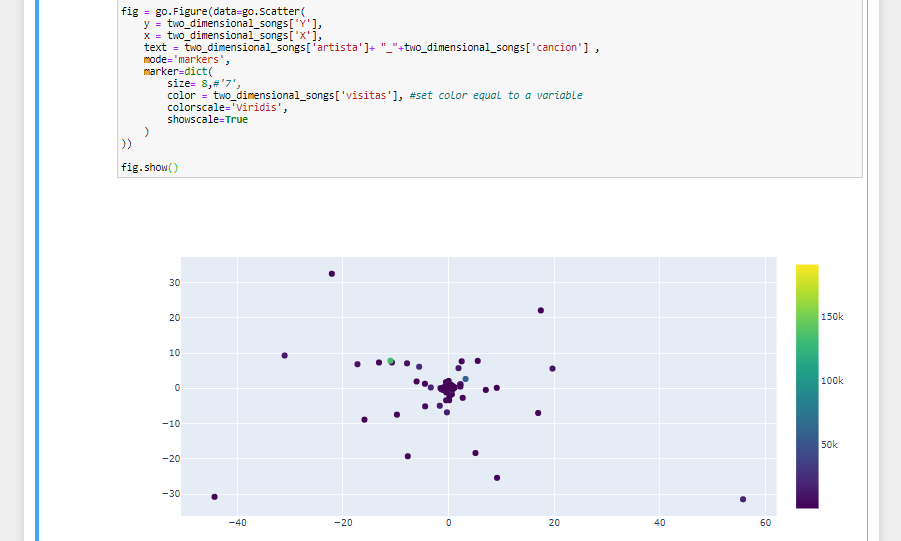 fig = go.Figure(data=go.Scatter(
y = two_dimensional_songs['Y'],
x = two_dimensional_songs['X'],
text = two_dimensional_songs['artista']+ "_"+two_dimensional_songs['cancion'] ,
mode='markers',
marker=dict(
size= 8,#'7',
color = two_dimensional_songs['visitas'], #set color equal to a variable
colorscale='Viridis',
showscale=True
)
))
fig.show()
30
20
10
0
−10
−20
−30
−40
−20
0
20
40
60
150k
100k
50k